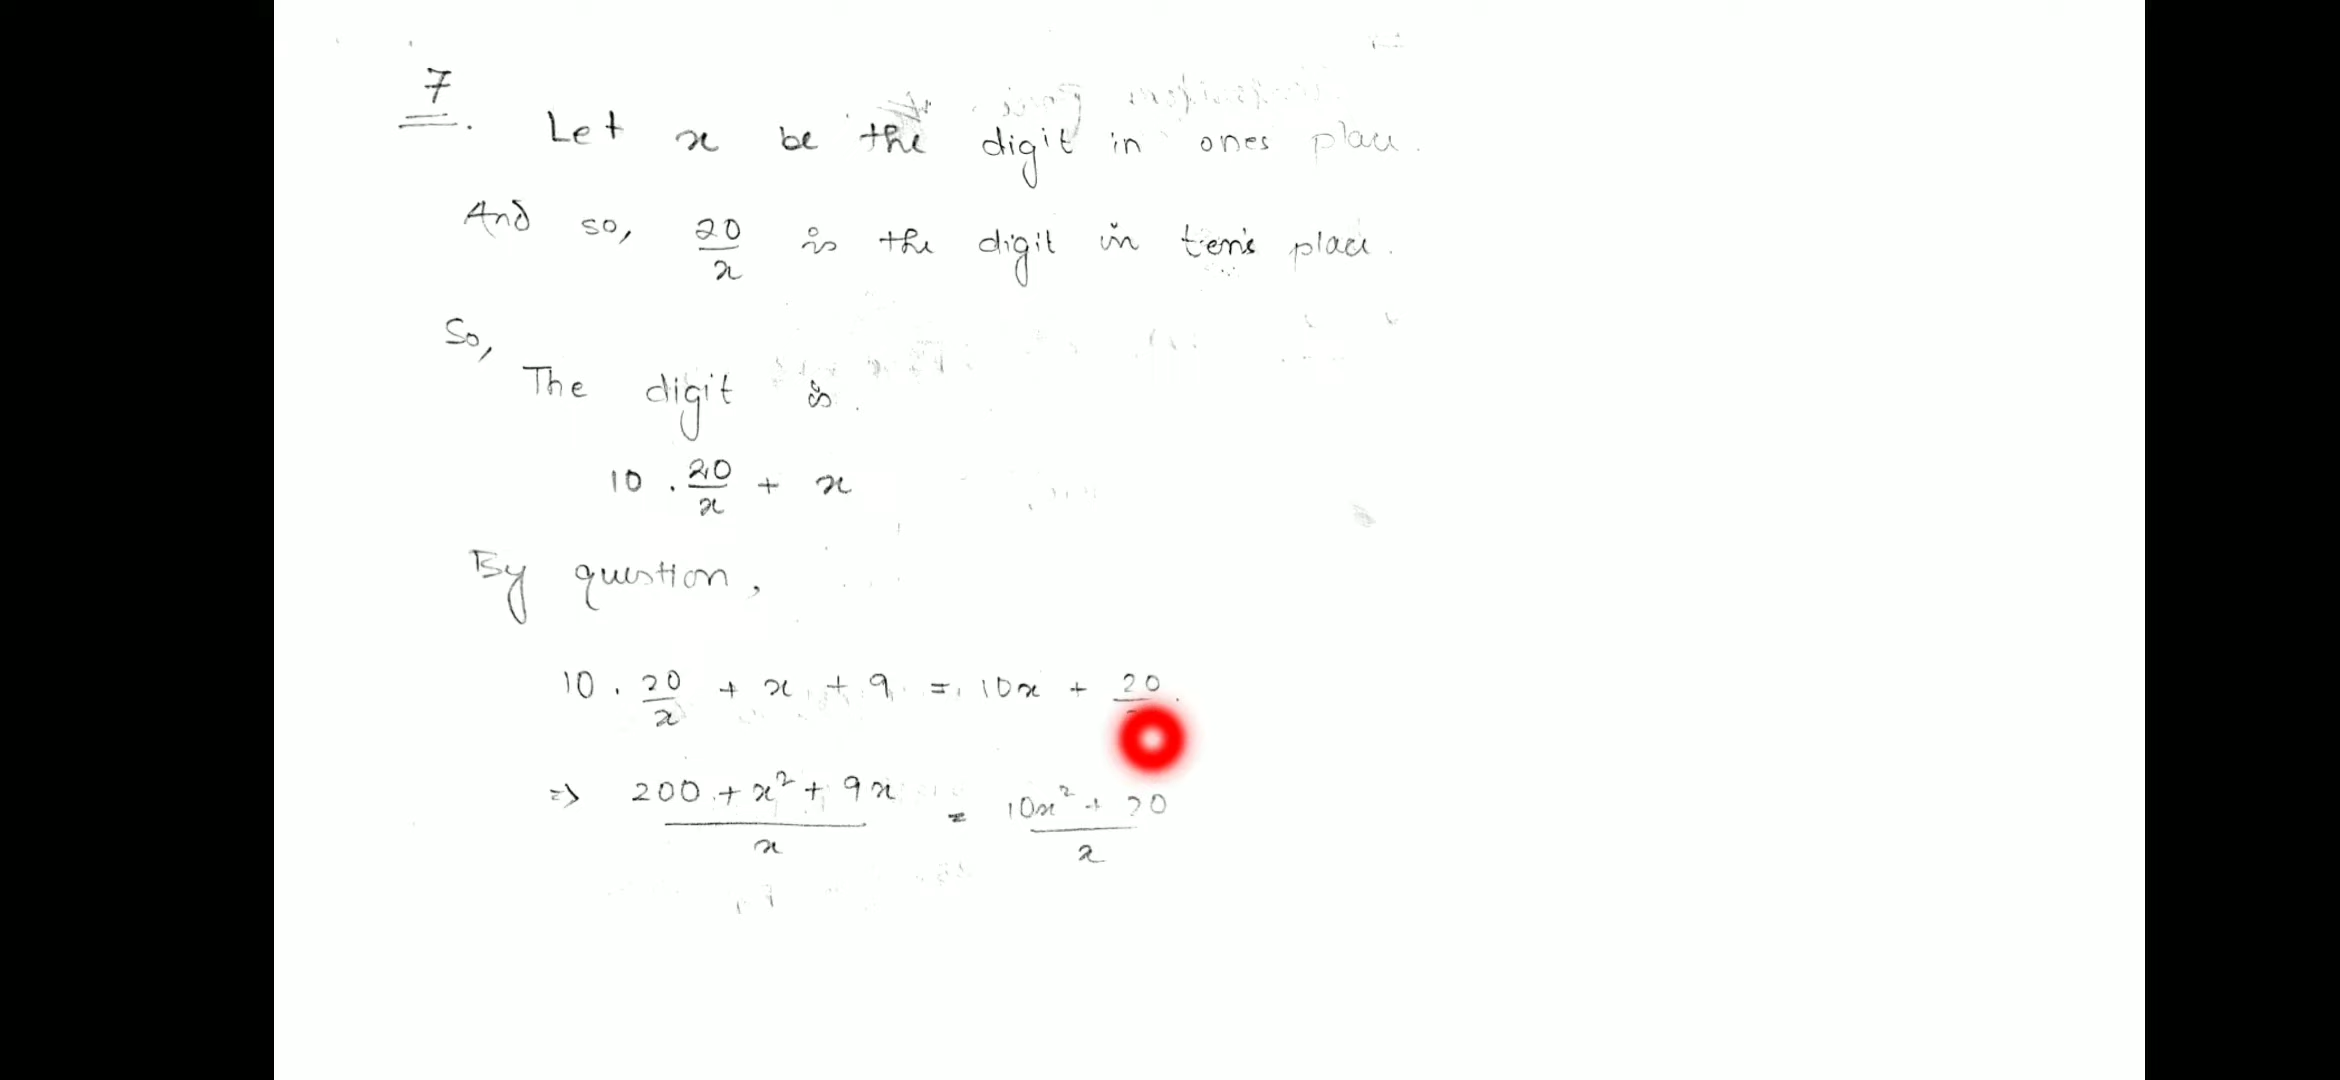 7.
Let x be the digit in ones place.
And so, 20/x is the digit in ten's place.
So,
The digit is
10 . 20/x + x
By question,
10 . 20/x + x + 9 = 10x + 20
⇒ (200 + x² + 9x)/x = (10x² + 20)/x